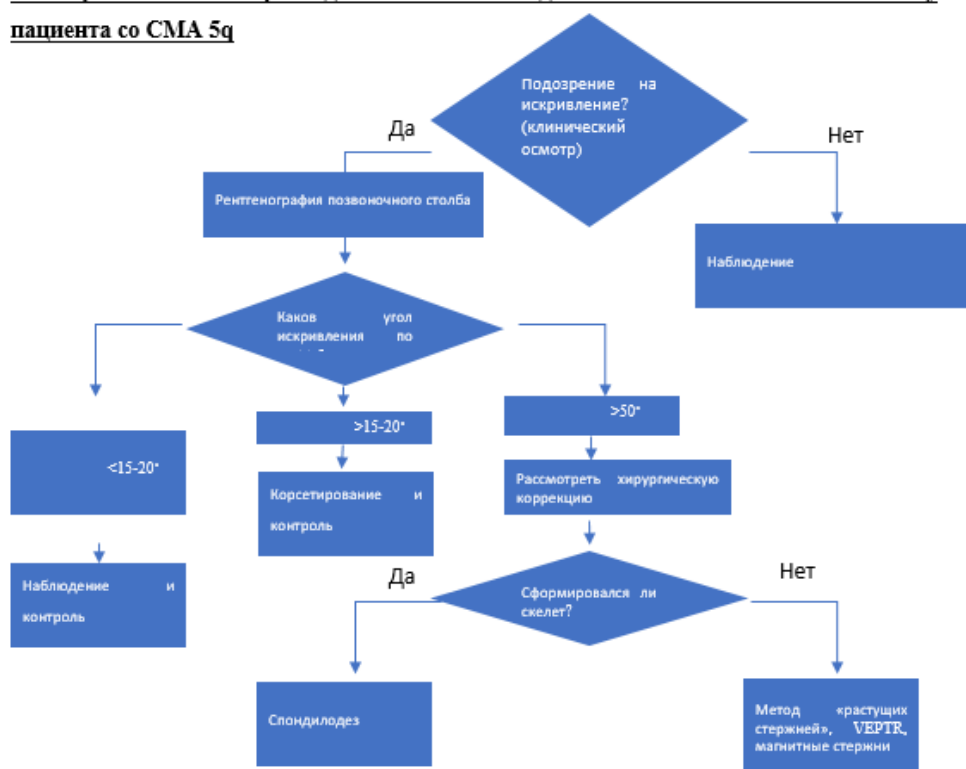 пациента со СМА 5q
Подозрение на
искривление?
(клинический
осмотр)
Да
Нет
Рентгенография позвоночного столба
Наблюдение
Каков угол
искривления по
<15-20°
>15-20°
>50°
Корсетирование и
контроль
Рассмотреть хирургическую
коррекцию
Наблюдение и
контроль
Да
Нет
Сформировался ли
скелет?
Спондилодез
Метод «растущих
стержней», VEPTR,
магнитные стержни